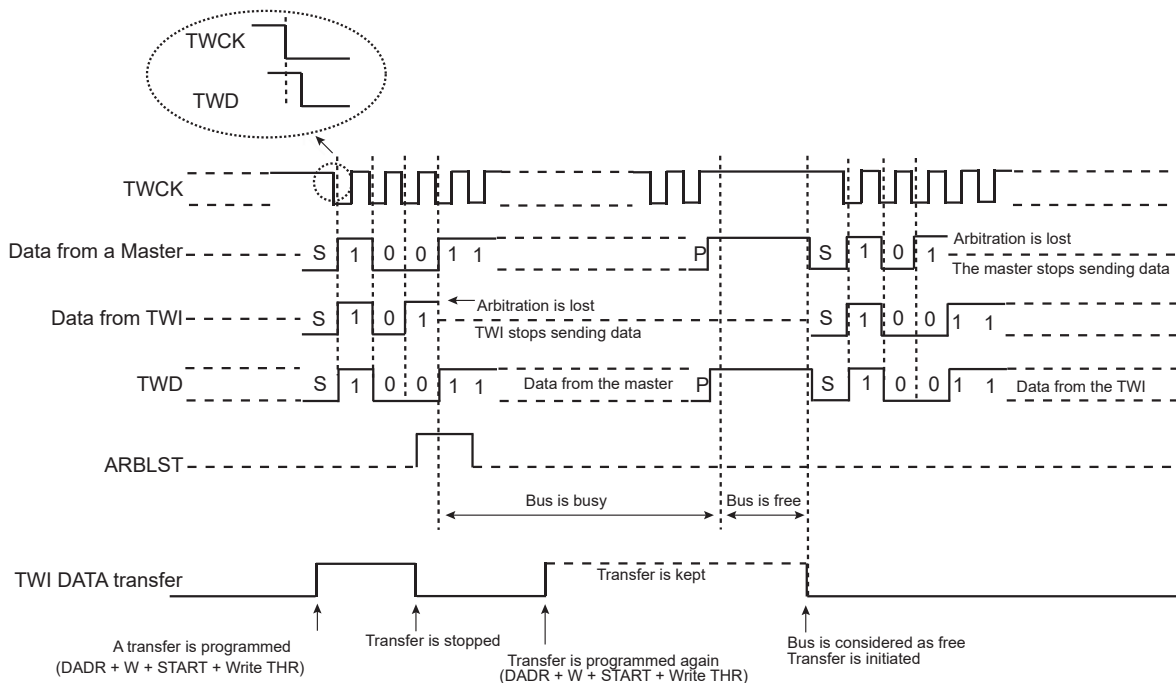 TWCK
TWD
TWCK
Data from a Master S 1 0 0 1 1 P S 1 0 1 Arbitration is lost
The master stops sending data
Data from TWI S 1 0 1 Arbitration is lost
TWI stops sending data S 1 0 0 1 1
TWD S 1 0 0 1 1 Data from the master P S 1 0 0 1 1 Data from the TWI
ARBLST
Bus is busy Bus is free
TWI DATA transfer Transfer is kept
A transfer is programmed
(DADR + W + START + Write THR)
Transfer is stopped
Transfer is programmed again
(DADR + W + START + Write THR)
Bus is considered as free
Transfer is initiated